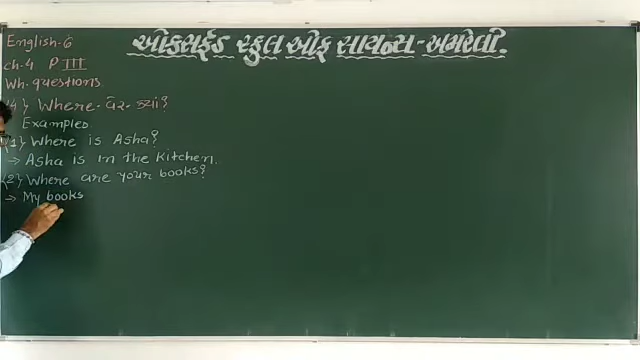 ઓક્સફર્ડ સ્કુલ ઓફ સાયન્સ - અમરેલી.
English-6
ch.4 P III
Wh. questions
(4) Where - વેર - ક્યાં?
Examples
(1) Where is Asha?
→ Asha is in the kitchen.
(2) Where are your books?
→ My books